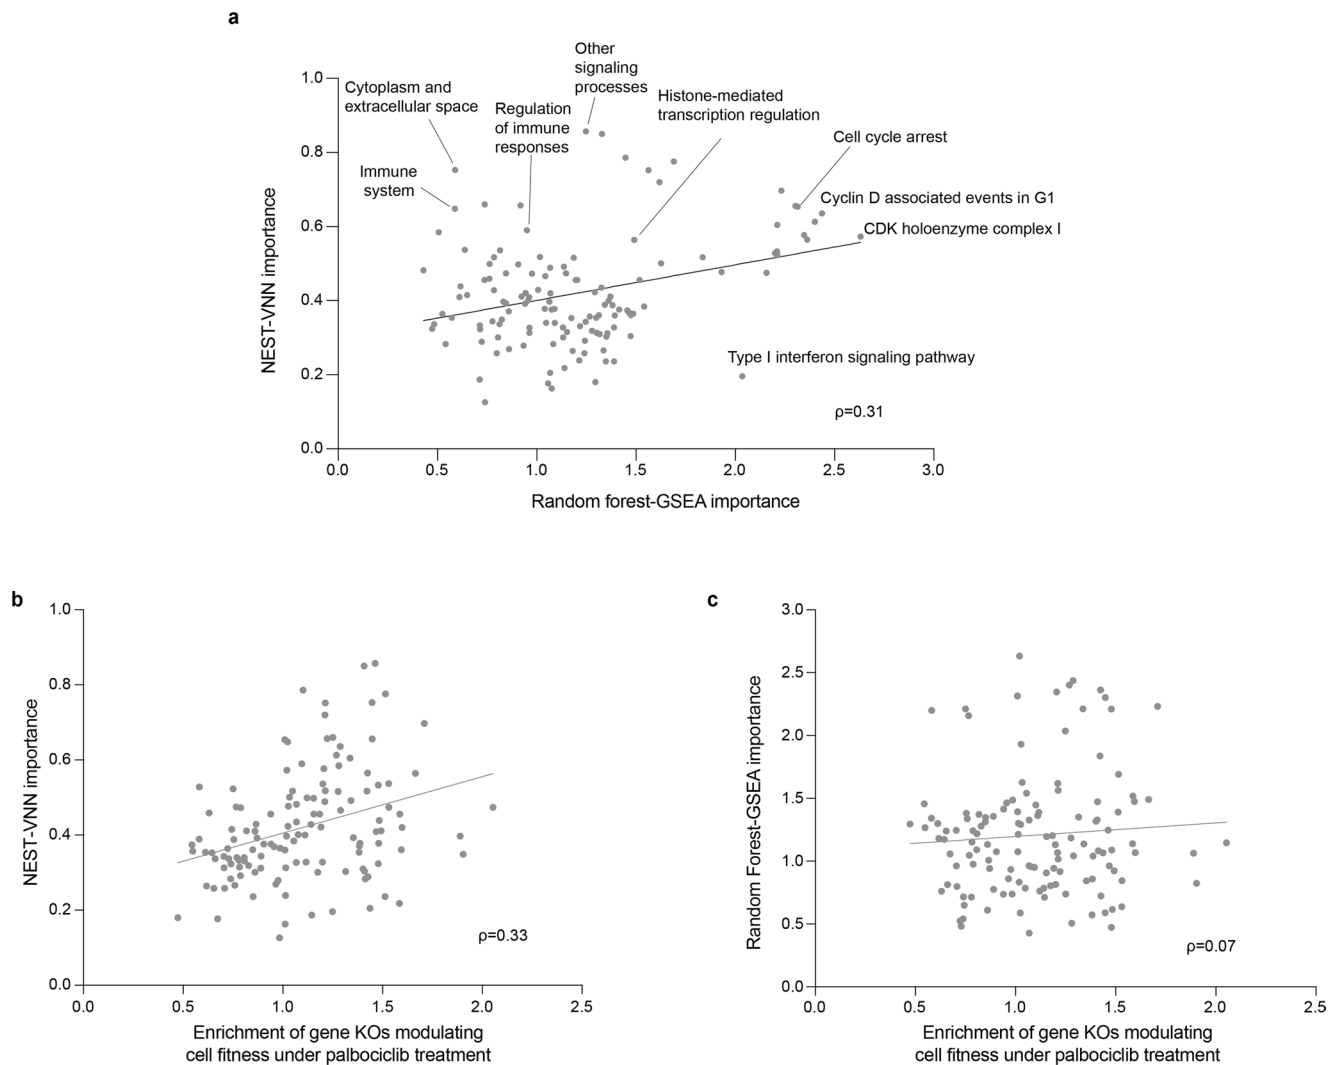 a
Other
signaling
processes
Cytoplasm and
extracellular space
Regulation
of immune
responses
Histone-mediated
transcription regulation
Immune
system
Cell cycle arrest
Cyclin D associated events in G1
CDK holoenzyme complex I
Type I interferon signaling pathway
ρ=0.31
NEST-VNN importance
1.0
0.8
0.6
0.4
0.2
0.0
0.0 0.5 1.0 1.5 2.0 2.5 3.0
Random forest-GSEA importance
b
NEST-VNN importance
1.0
0.8
0.6
0.4
0.2
0.0
ρ=0.33
0.0 0.5 1.0 1.5 2.0 2.5
Enrichment of gene KOs modulating
cell fitness under palbociclib treatment
c
Random Forest-GSEA importance
3.0
2.5
2.0
1.5
1.0
0.5
0.0
ρ=0.07
0.0 0.5 1.0 1.5 2.0 2.5
Enrichment of gene KOs modulating
cell fitness under palbociclib treatment